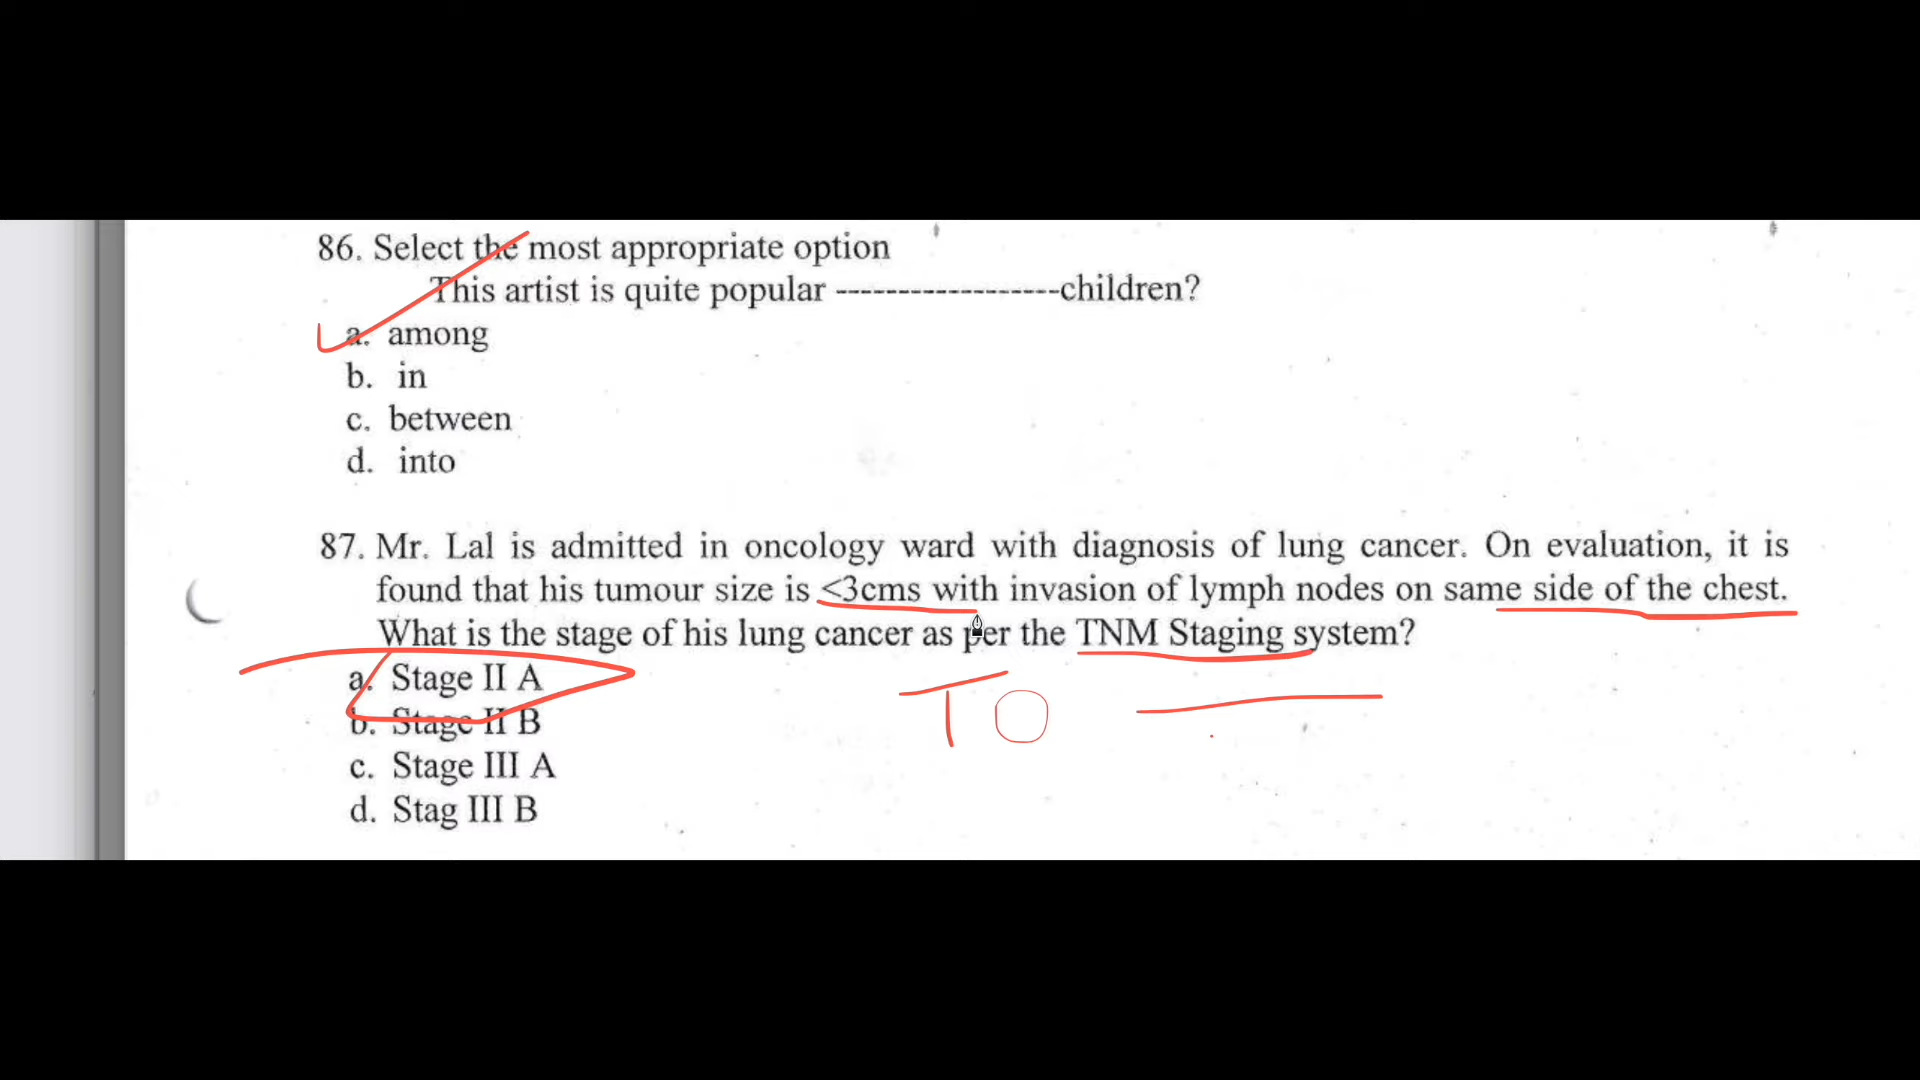 86. Select the most appropriate option
This artist is quite popular ------------------children?
a. among
b. in
c. between
d. into
87. Mr. Lal is admitted in oncology ward with diagnosis of lung cancer. On evaluation, it is
found that his tumour size is <3cms with invasion of lymph nodes on same side of the chest.
What is the stage of his lung cancer as per the TNM Staging system?
a. Stage II A
b. Stage II B
TO
c. Stage III A
d. Stag III B